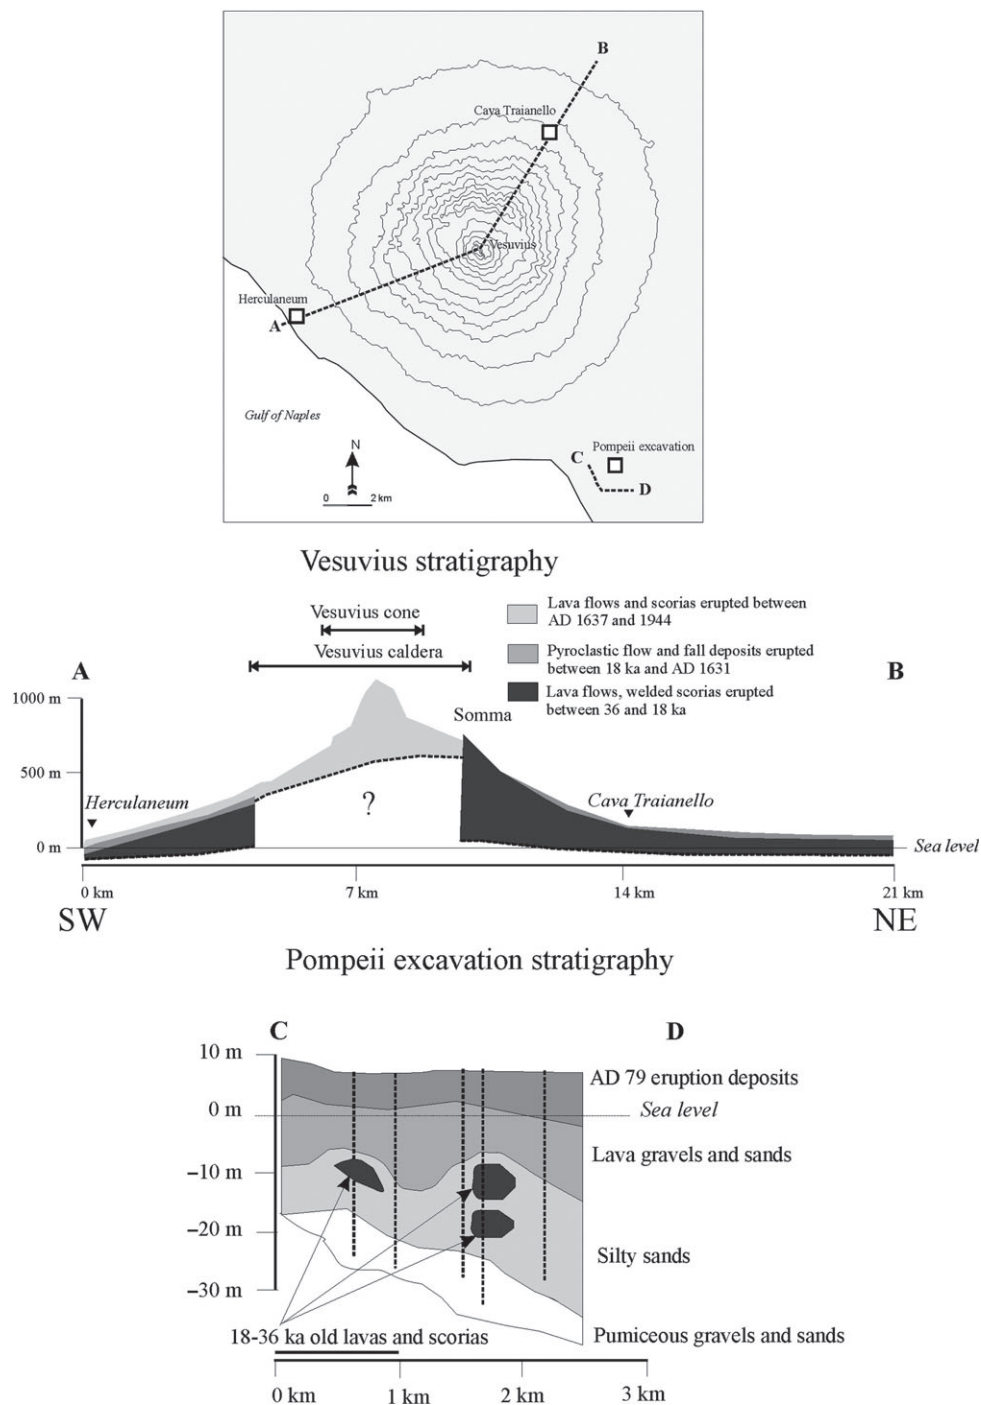 B
Cava Traianello
Vesuvius
Herculaneum
A
Gulf of Naples
N
0 2 km
Pompeii excavation
C
D
Vesuvius stratigraphy
Lava flows and scorias erupted between
AD 1637 and 1944
Pyroclastic flow and fall deposits erupted
between 18 ka and AD 1631
Lava flows, welded scorias erupted
between 36 and 18 ka
Vesuvius cone
Vesuvius caldera
A
B
1000 m
Somma
500 m
Herculaneum
?
Cava Traianello
0 m
Sea level
0 km
7 km
14 km
21 km
SW
NE
Pompeii excavation stratigraphy
C
D
10 m
AD 79 eruption deposits
0 m
Sea level
Lava gravels and sands
−10 m
−20 m
Silty sands
−30 m
18-36 ka old lavas and scorias
Pumiceous gravels and sands
0 km
1 km
2 km
3 km